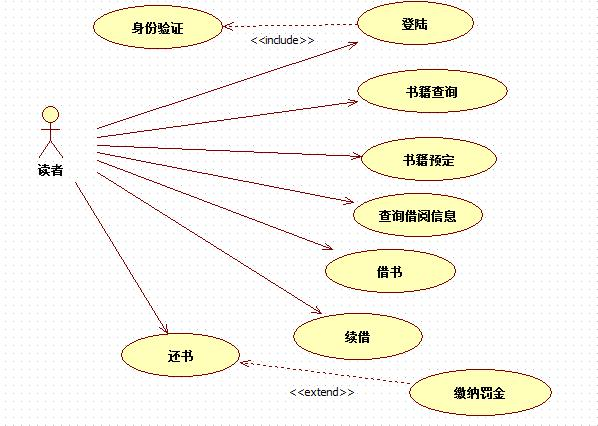 身份验证
登陆
<<include>>
书籍查询
书籍预定
读者
查询借阅信息
借书
续借
还书
<<extend>>
缴纳罚金